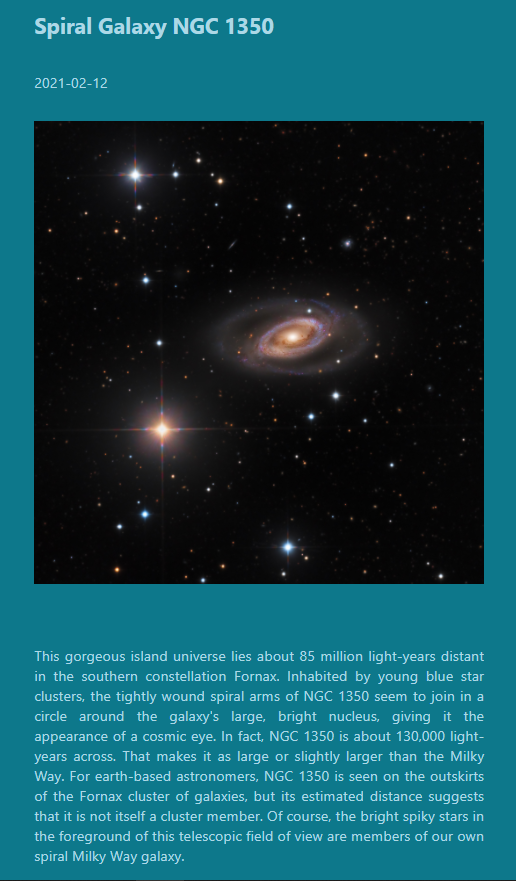 Spiral Galaxy NGC 1350
2021-02-12
This gorgeous island universe lies about 85 million light-years distant
in the southern constellation Fornax. Inhabited by young blue star
clusters, the tightly wound spiral arms of NGC 1350 seem to join in a
circle around the galaxy's large, bright nucleus, giving it the
appearance of a cosmic eye. In fact, NGC 1350 is about 130,000 light-
years across. That makes it as large or slightly larger than the Milky
Way. For earth-based astronomers, NGC 1350 is seen on the outskirts
of the Fornax cluster of galaxies, but its estimated distance suggests
that it is not itself a cluster member. Of course, the bright spiky stars in
the foreground of this telescopic field of view are members of our own
spiral Milky Way galaxy.